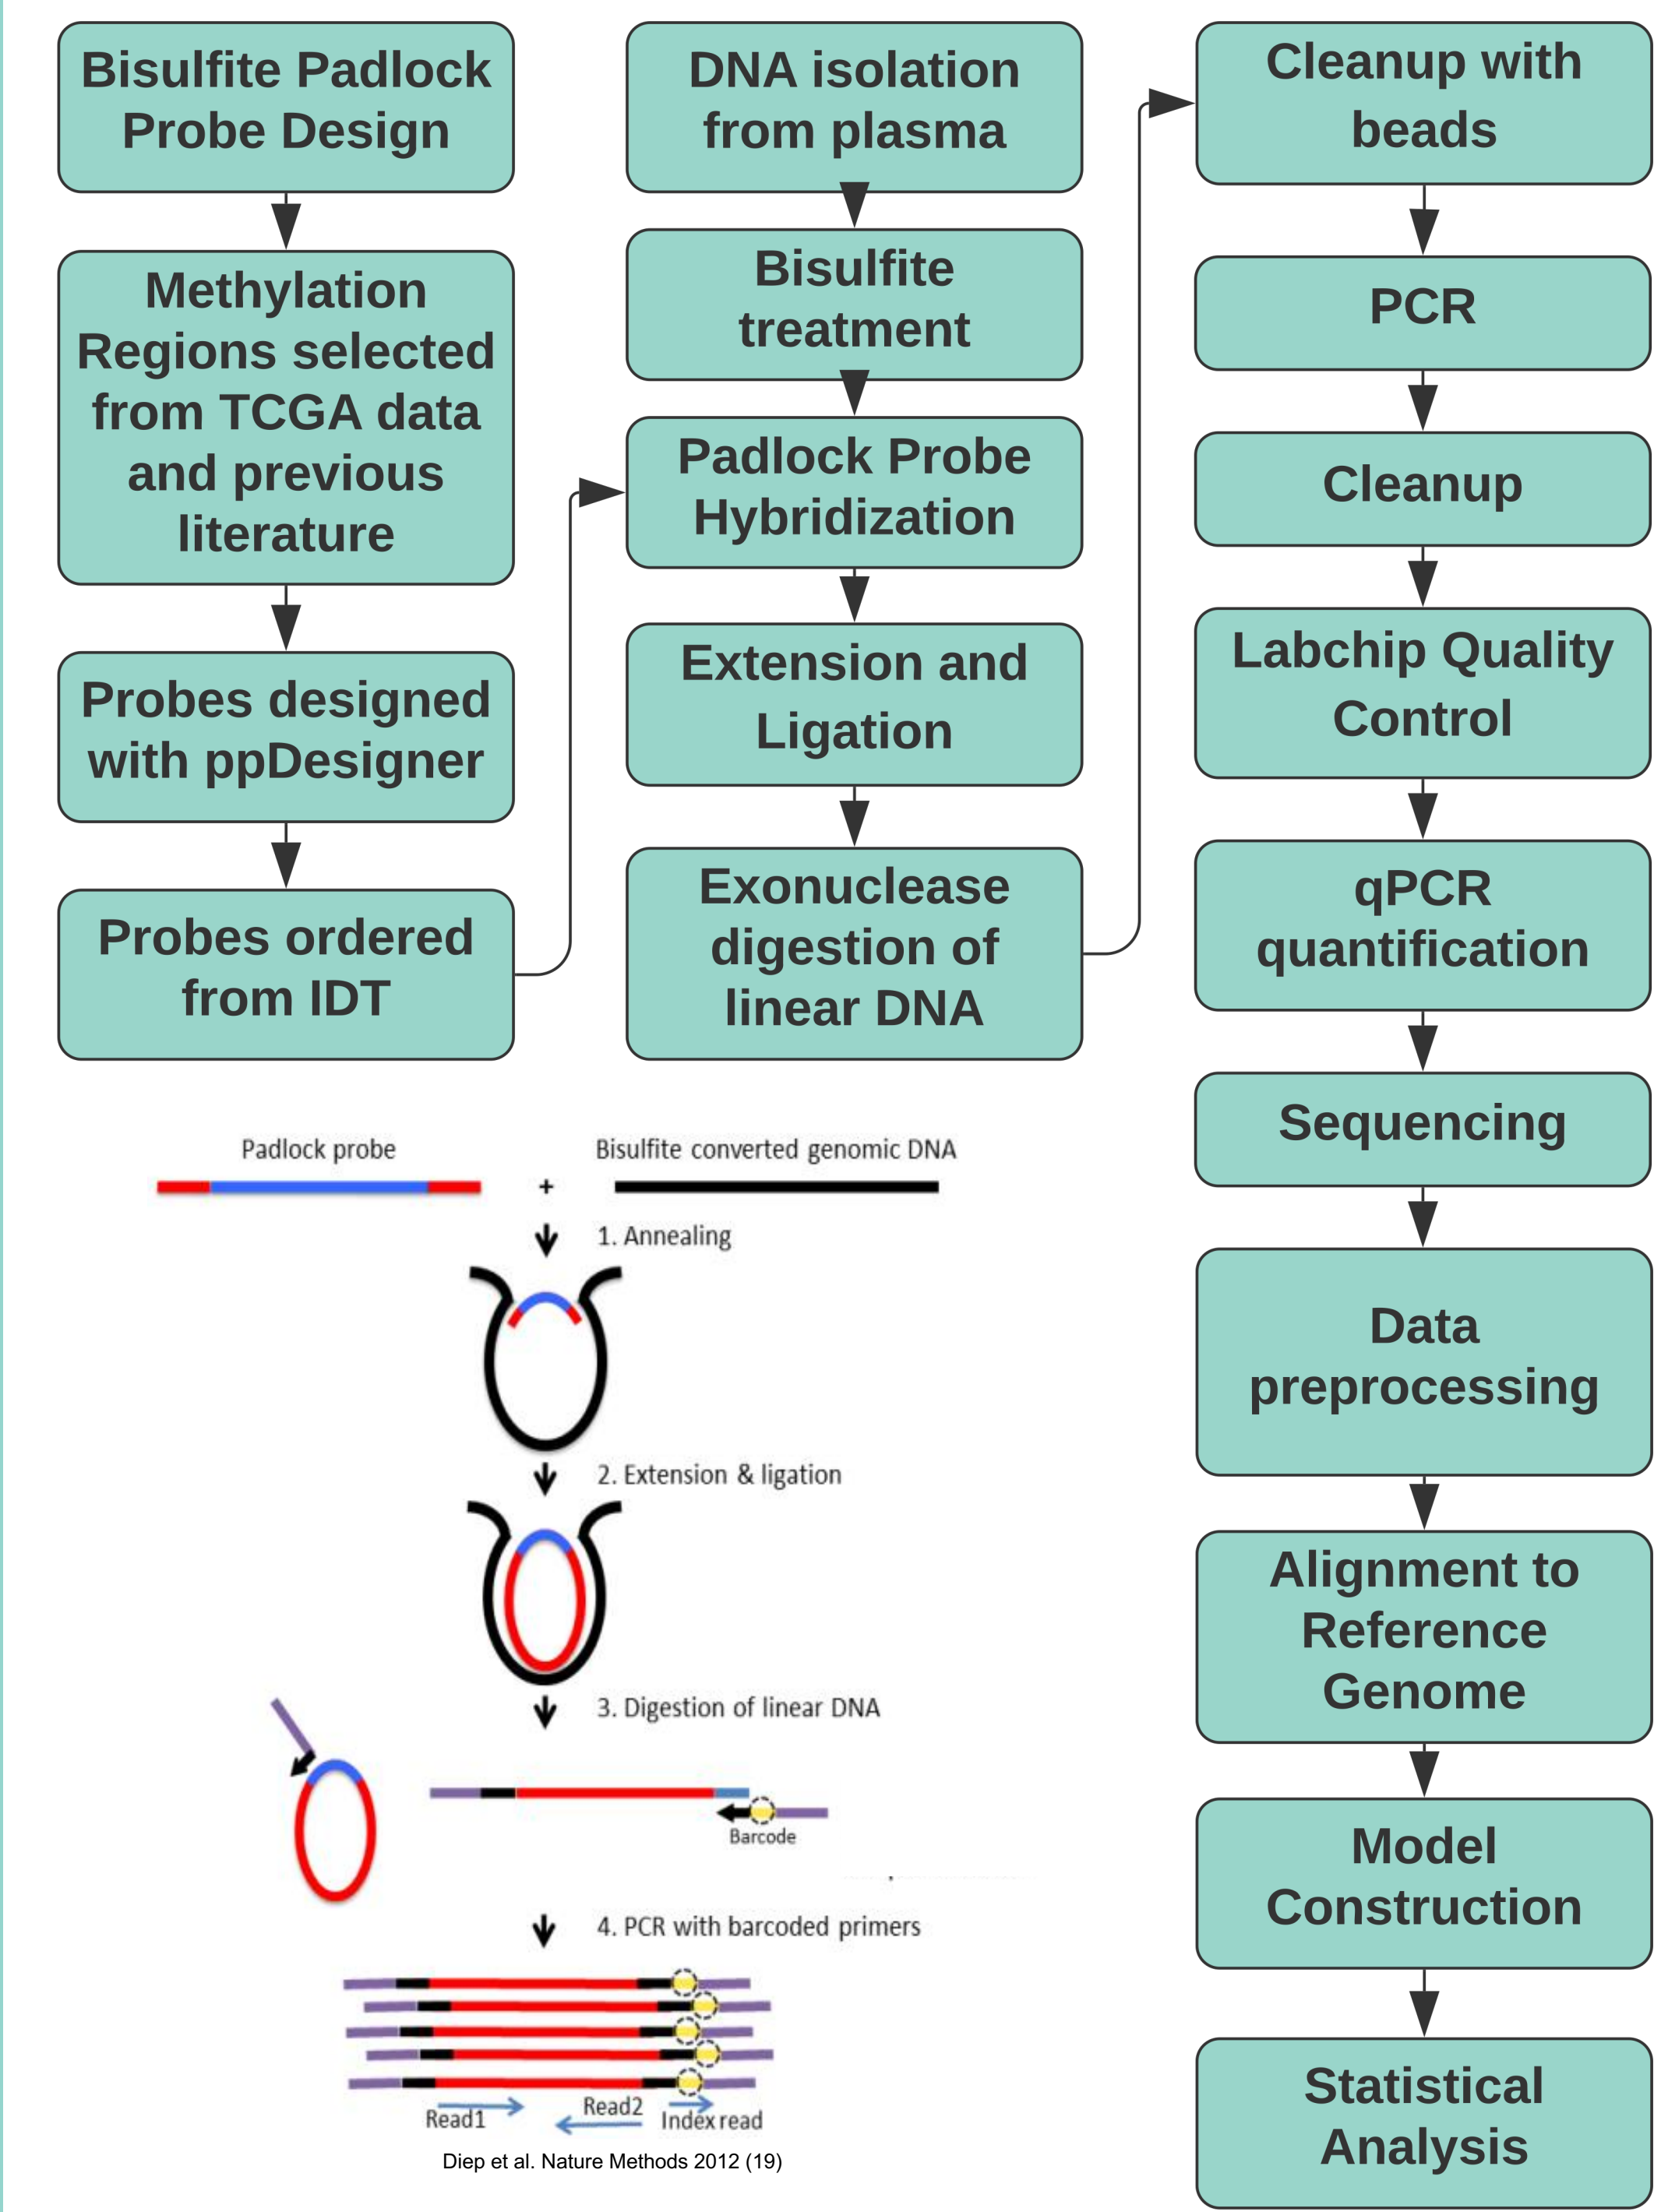 Bisulfite Padlock
Probe Design
Methylation
Regions selected
from TCGA data
and previous
literature
Probes designed
with ppDesigner
Probes ordered
from IDT
DNA isolation
from plasma
Bisulfite
treatment
Padlock Probe
Hybridization
Extension and
Ligation
Exonuclease
digestion of
linear DNA
Cleanup with
beads
PCR
Cleanup
Labchip Quality
Control
qPCR
quantification
Sequencing
Data
preprocessing
Alignment to
Reference
Genome
Model
Construction
Statistical
Analysis
Padlock probe
+
Bisulfite converted genomic DNA
1. Annealing
2. Extension & ligation
3. Digestion of linear DNA
Barcode
4. PCR with barcoded primers
Read1
Read2
Index read
Diep et al. Nature Methods 2012 (19)